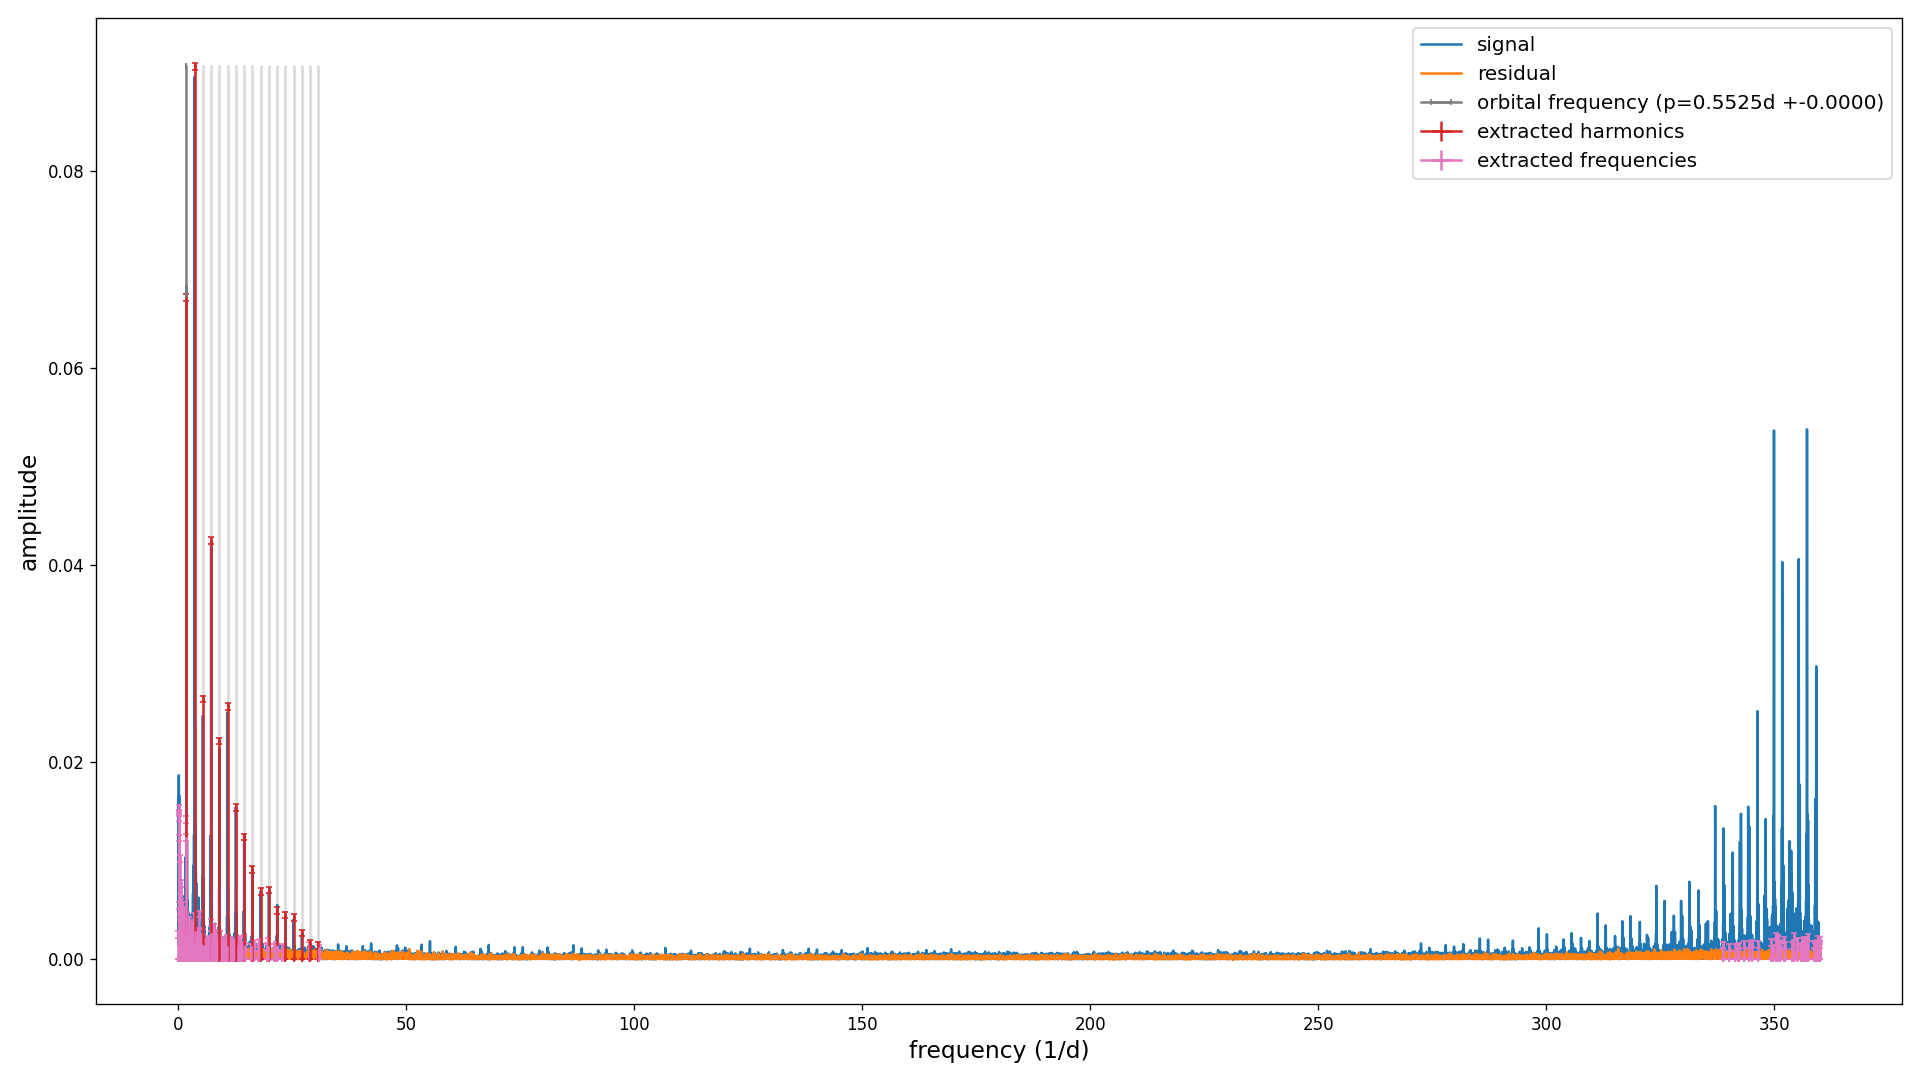 signal
residual
orbital frequency (p=0.5525d +-0.0000)
extracted harmonics
extracted frequencies
0.08
0.06
0.04
0.02
0.00
amplitude
0 50 100 150 200 250 300 350
frequency (1/d)